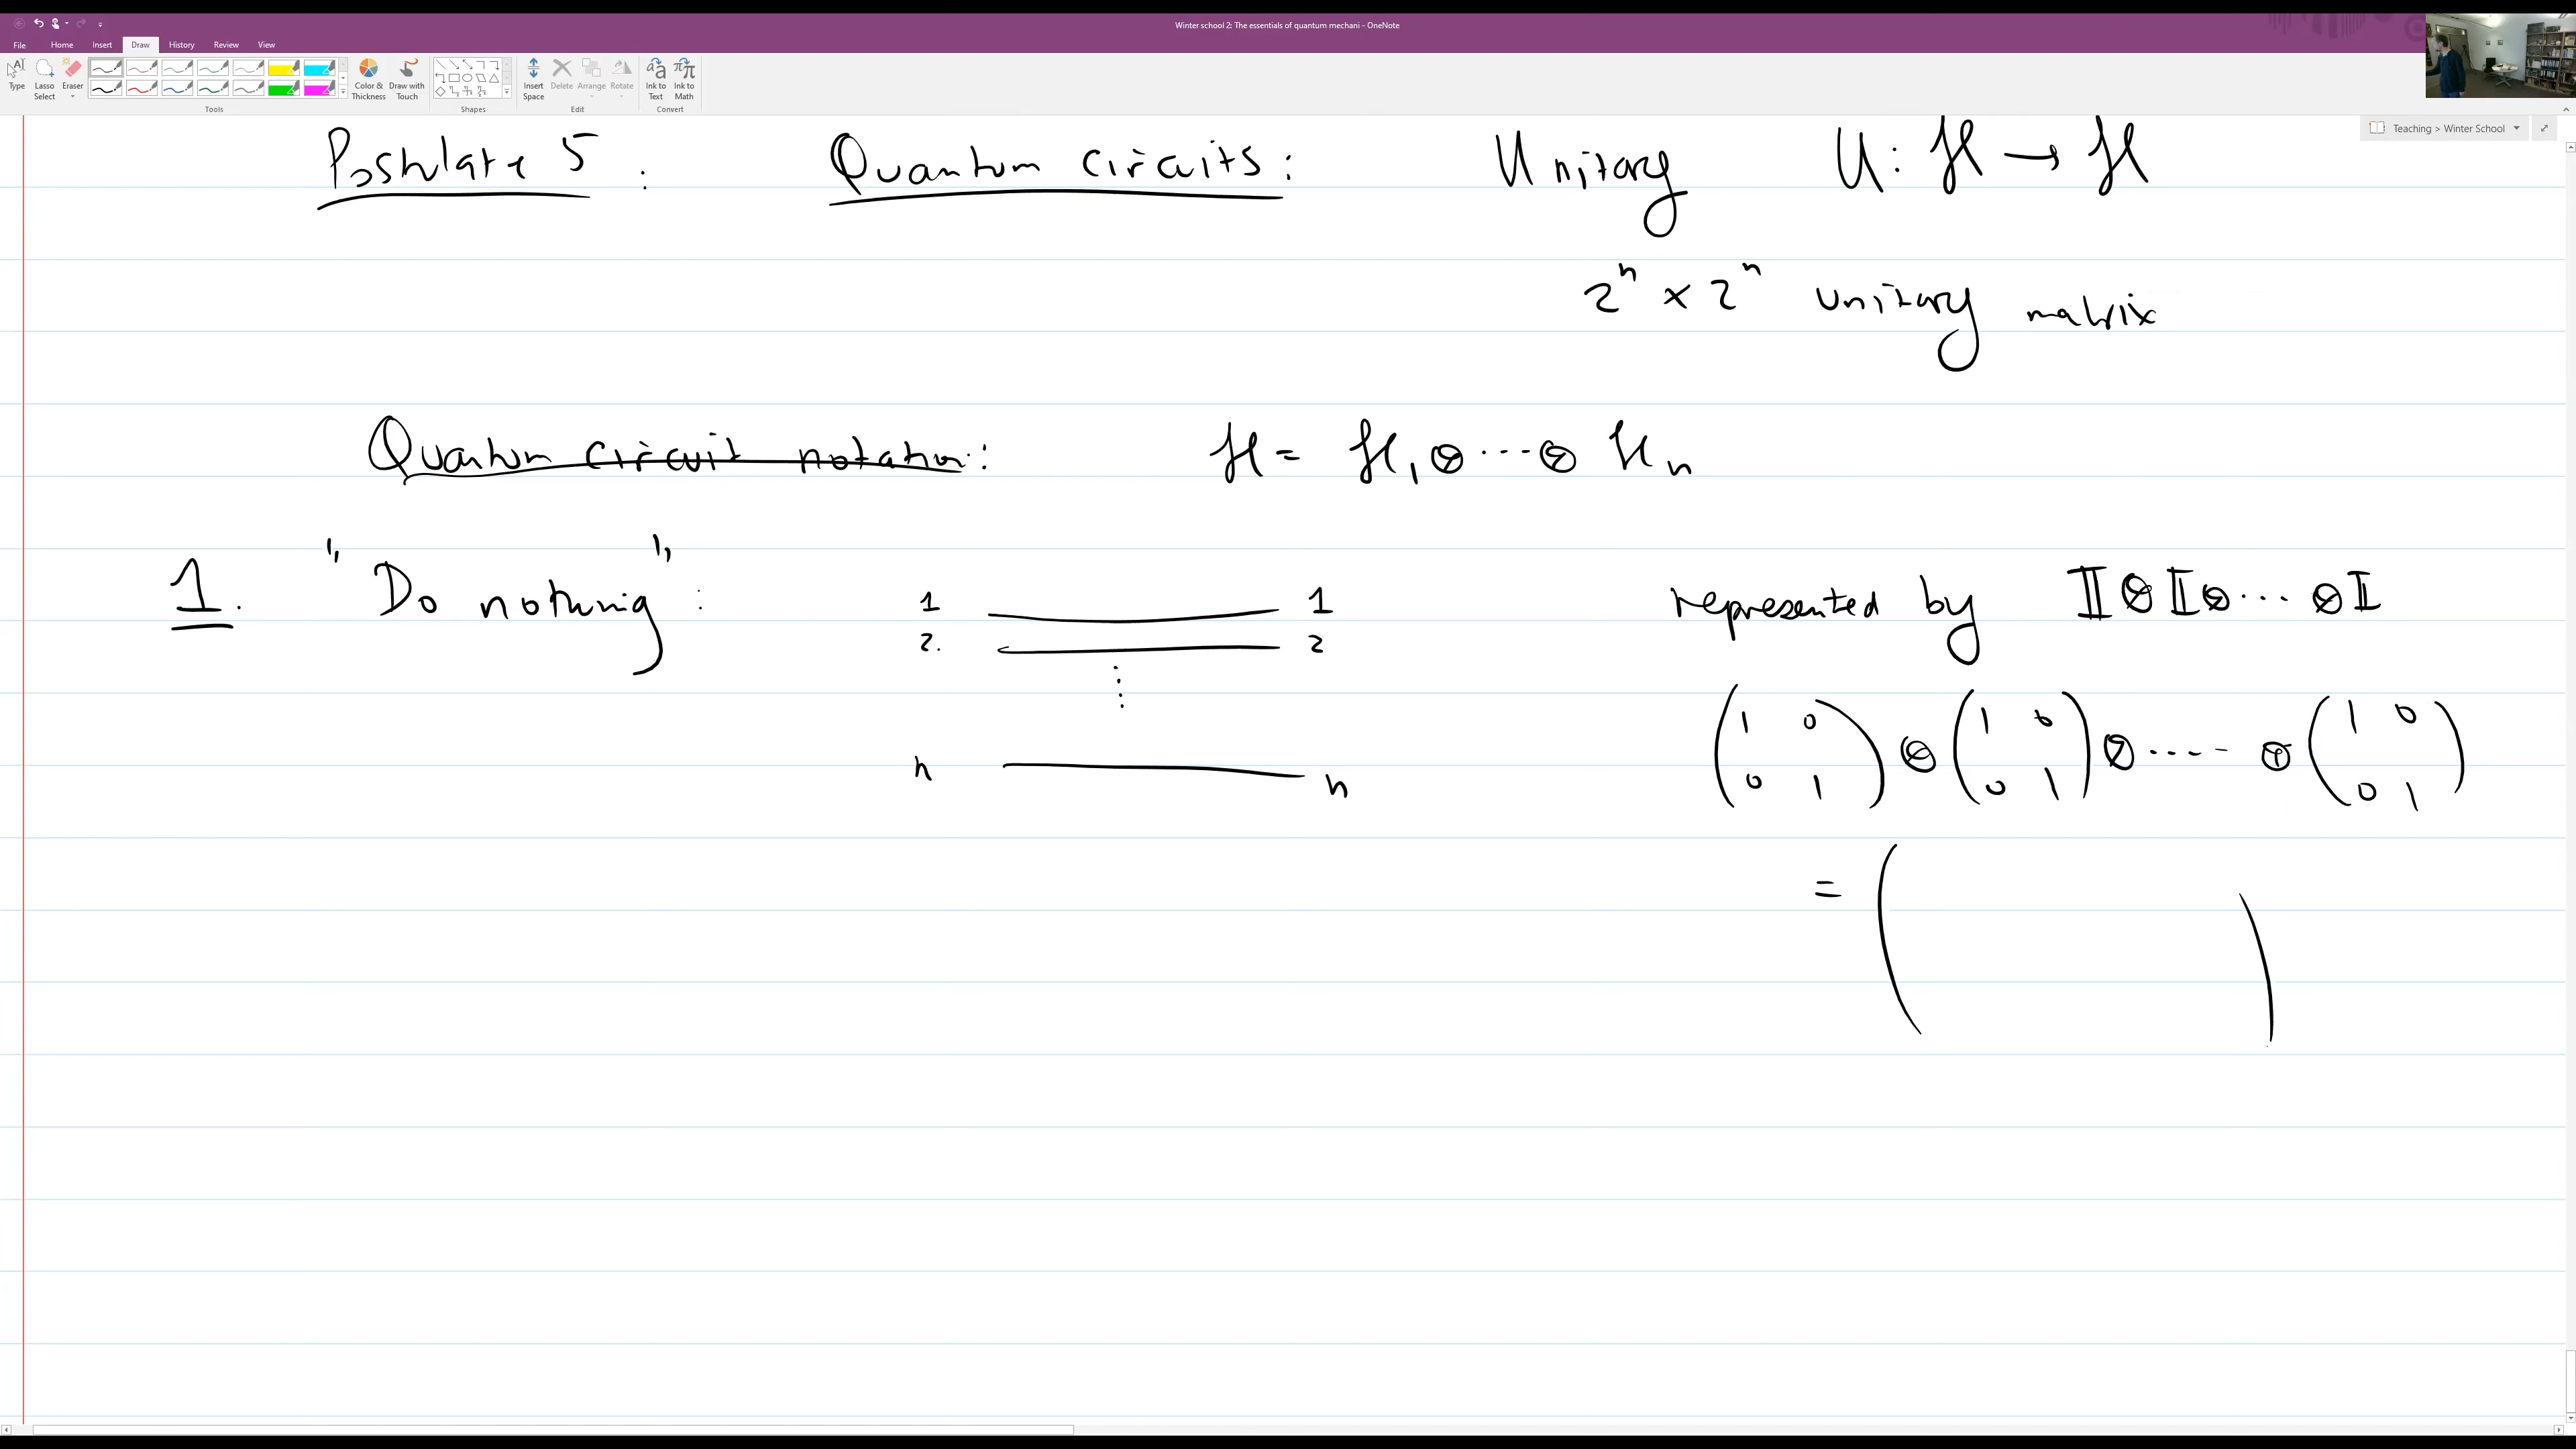 Winter school 2: The essentials of quantum mechani - OneNote
File Home Insert Draw History Review View
Type Lasso Select Eraser Color & Thickness Draw with Touch Insert Space Delete Arrange Rotate Ink to Text Ink to Math
Tools Shapes Edit Convert
Teaching > Winter School
Postulate 5 : Quantum circuits: Unitary U: ℋ → ℋ
2ⁿ × 2ⁿ unitary matrix
Quantum circuit notation: ℋ = ℋ₁ ⊗ ··· ⊗ ℋₙ
1. "Do nothing": 1 1 represented by 𝕀 ⊗ 𝕀 ⊗ ··· ⊗ 𝕀
2. 2
⋮
n n
(1 0 ⊗ (1 0 ⊗ ···· ⊗ (1 0
0 1) 0 1) 0 1)
= ( )